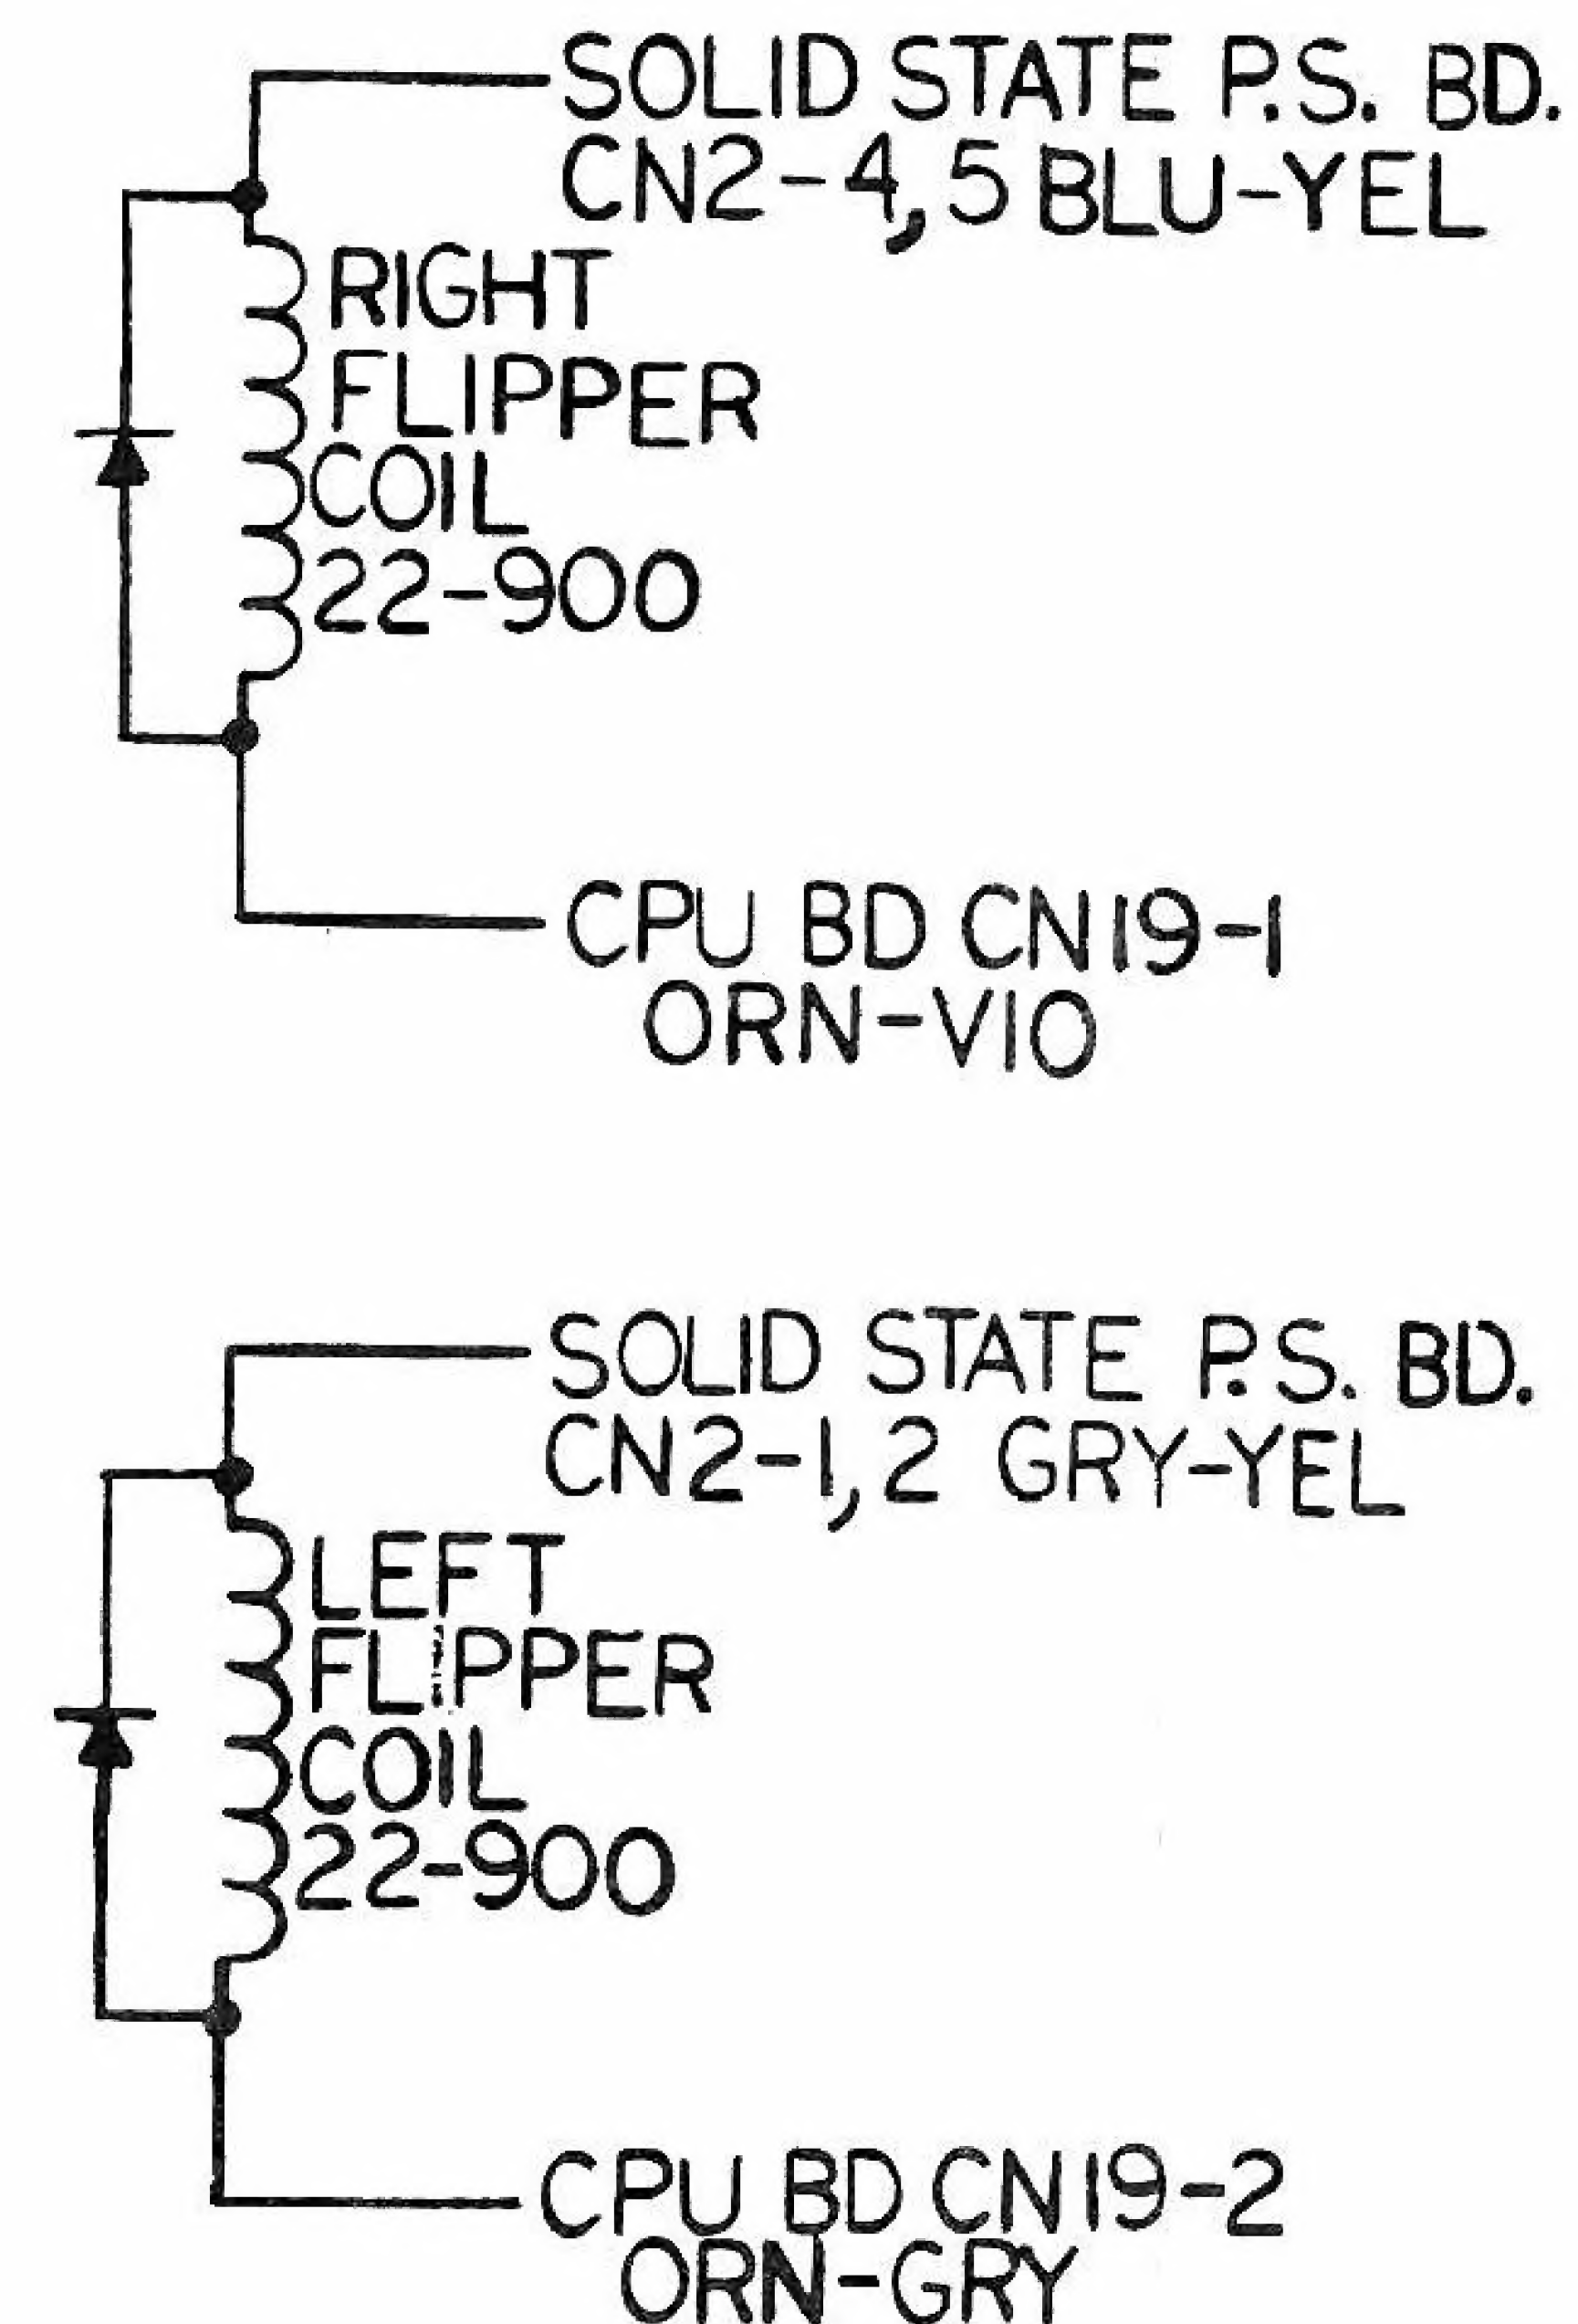 SOLID STATE P.S. BD.
CN2-4,5 BLU-YEL
RIGHT
FLIPPER
COIL
22-900
CPU BD CN19-1
ORN-VIO
SOLID STATE P.S. BD.
CN2-1,2 GRY-YEL
LEFT
FLIPPER
COIL
22-900
CPU BD CN19-2
ORN-GRY